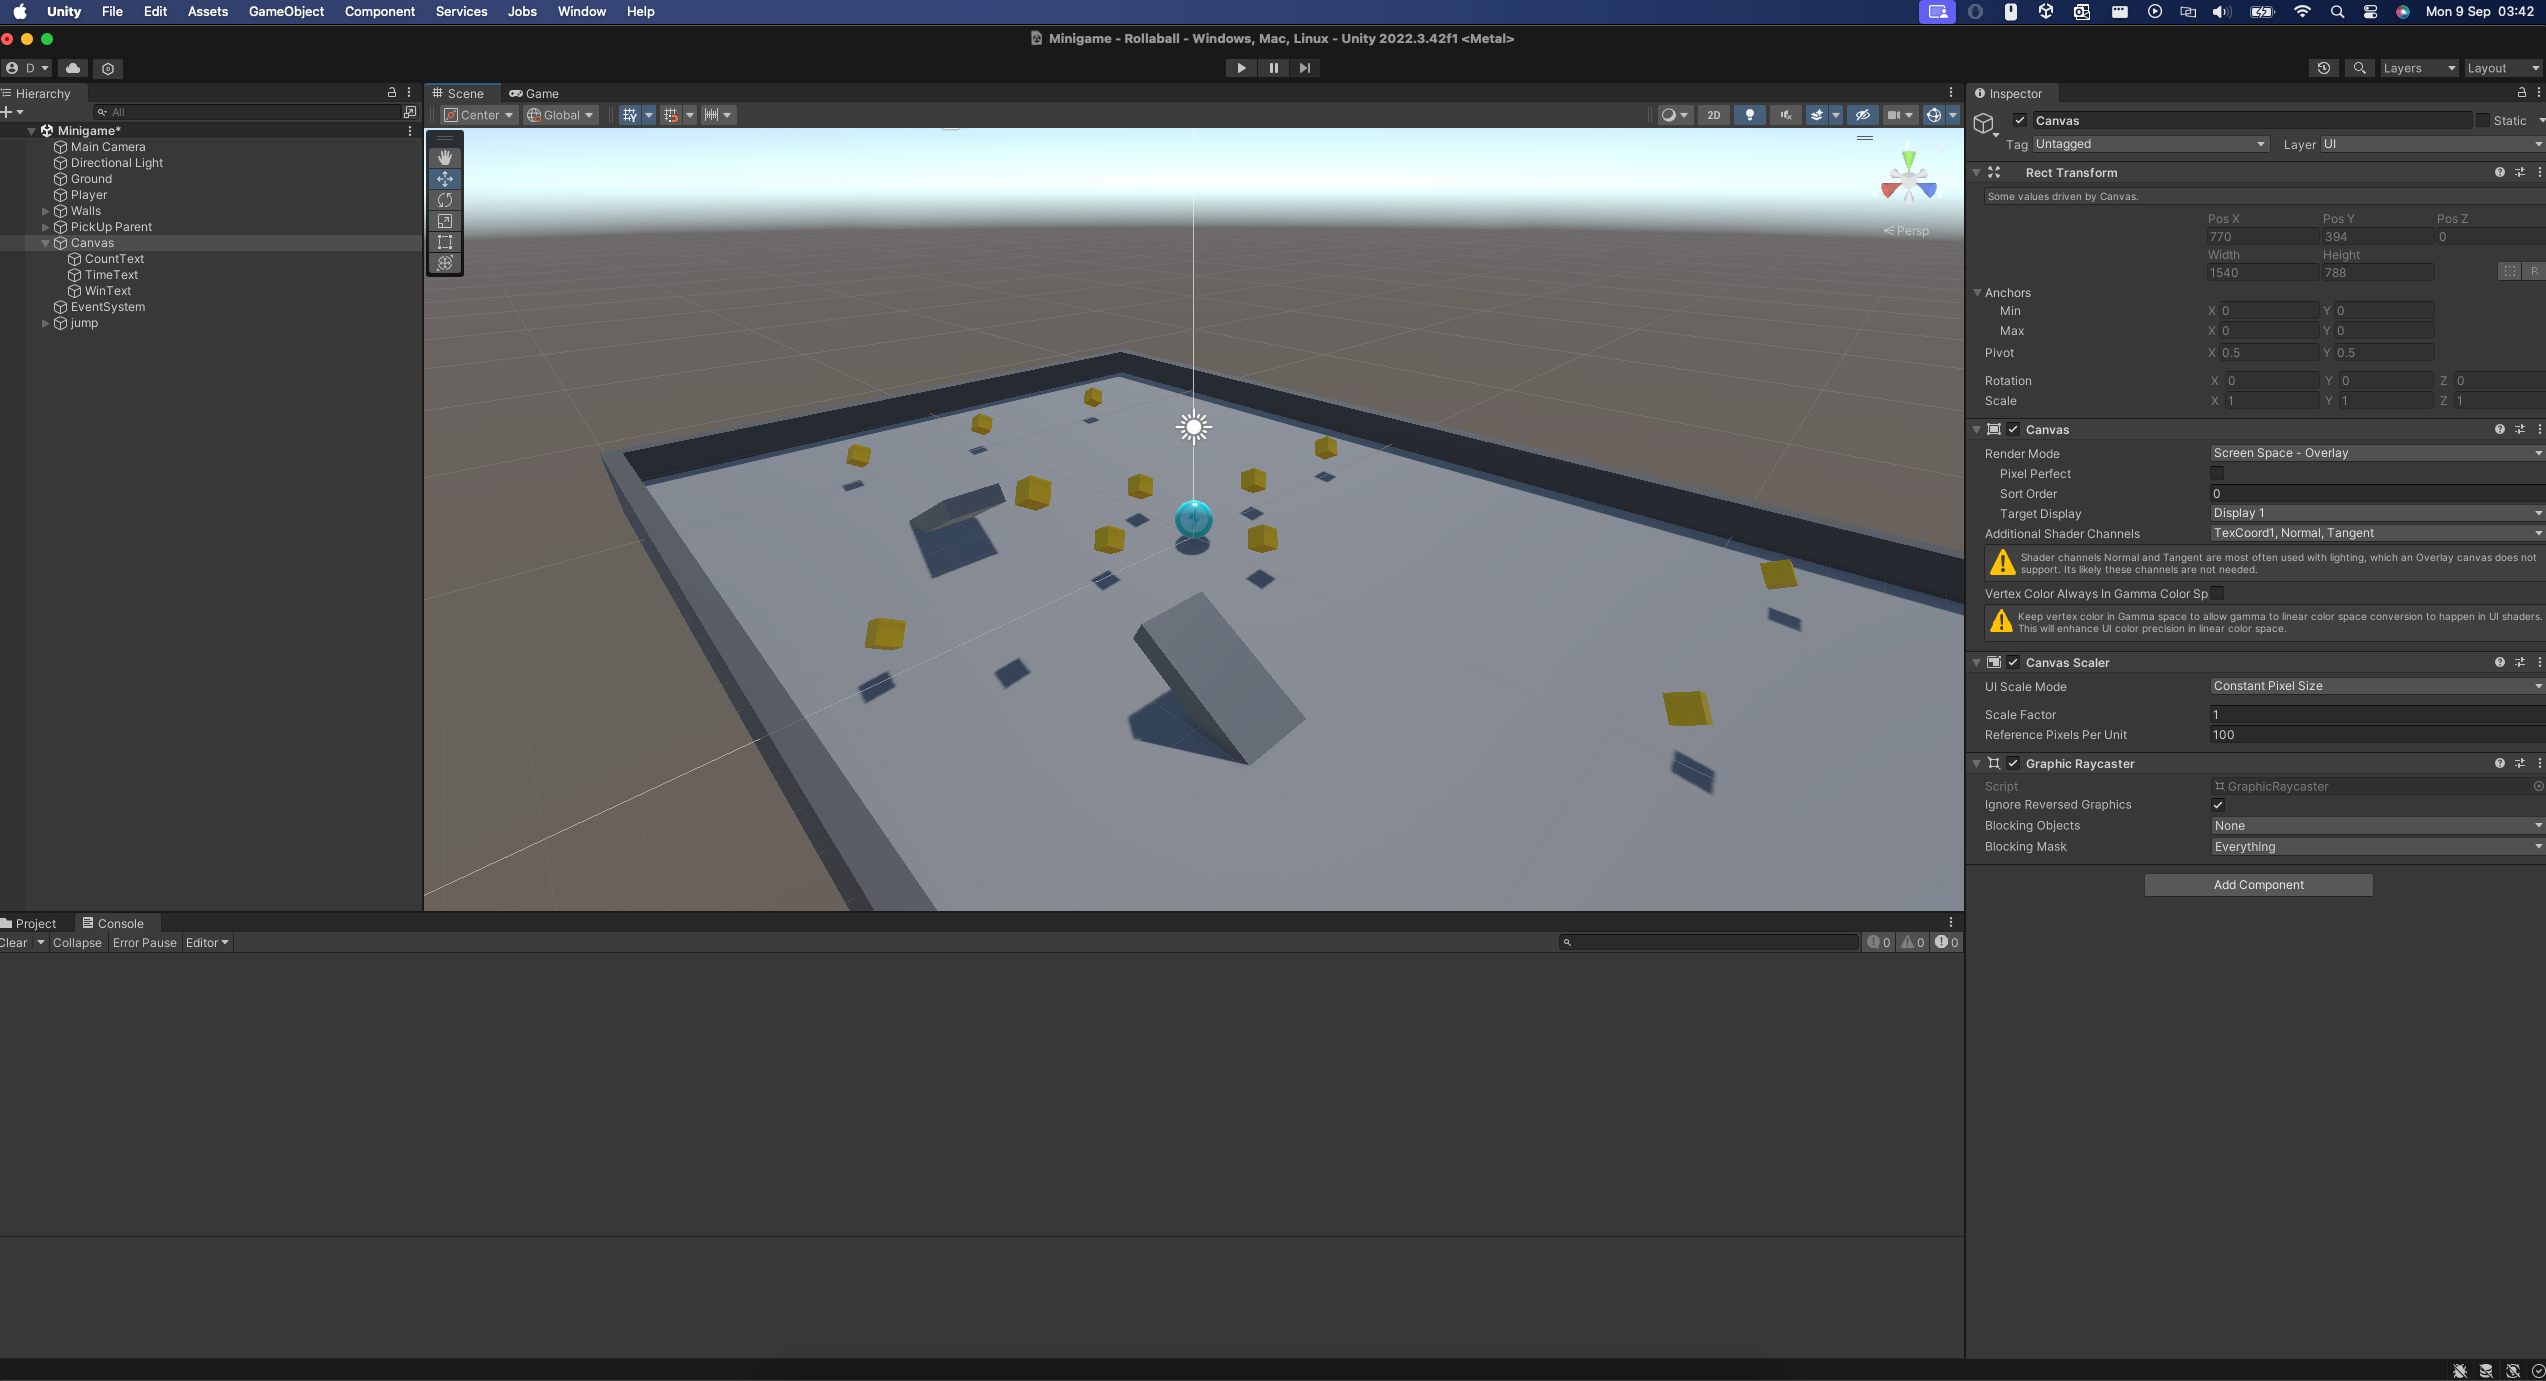 Unity File Edit Assets GameObject Component Services Jobs Window Help Mon 9 Sep 03:42
Minigame - Rollaball - Windows, Mac, Linux - Unity 2022.3.42f1 <Metal>
D Layers Layout
Hierarchy
All
Minigame*
Main Camera
Directional Light
Ground
Player
Walls
PickUp Parent
Canvas
CountText
TimeText
WinText
EventSystem
jump
Scene Game
Center Global 2D
Persp
Inspector
Canvas Static
Tag Untagged Layer UI
Rect Transform
Some values driven by Canvas.
Pos X Pos Y Pos Z
770 394 0
Width Height
1540 788 R
Anchors
Min X 0 Y 0
Max X 0 Y 0
Pivot X 0.5 Y 0.5
Rotation X 0 Y 0 Z 0
Scale X 1 Y 1 Z 1
Canvas
Render Mode Screen Space - Overlay
Pixel Perfect
Sort Order 0
Target Display Display 1
Additional Shader Channels TexCoord1, Normal, Tangent
Shader channels Normal and Tangent are most often used with lighting, which an Overlay canvas does not
support. Its likely these channels are not needed.
Vertex Color Always In Gamma Color Sp
Keep vertex color in Gamma space to allow gamma to linear color space conversion to happen in UI shaders.
This will enhance UI color precision in linear color space.
Canvas Scaler
UI Scale Mode Constant Pixel Size
Scale Factor 1
Reference Pixels Per Unit 100
Graphic Raycaster
Script GraphicRaycaster
Ignore Reversed Graphics
Blocking Objects None
Blocking Mask Everything
Add Component
Project Console
Clear Collapse Error Pause Editor 0 0 0